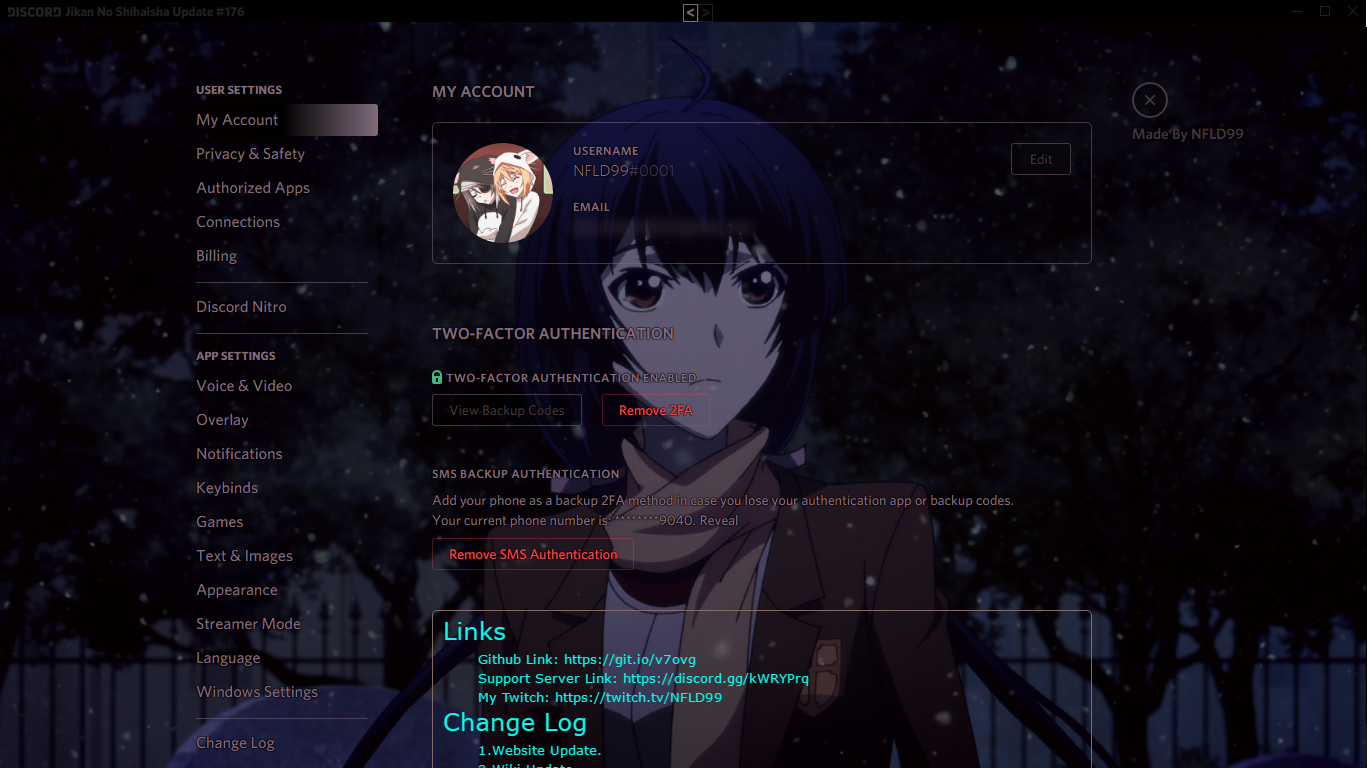 DISCORD Jikan No Shihaisha Update #176
< >
USER SETTINGS
My Account
Privacy & Safety
Authorized Apps
Connections
Billing
Discord Nitro
APP SETTINGS
Voice & Video
Overlay
Notifications
Keybinds
Games
Text & Images
Appearance
Streamer Mode
Language
Windows Settings
Change Log
MY ACCOUNT
USERNAME
NFLD99#0001
Edit
EMAIL
Made By NFLD99
TWO-FACTOR AUTHENTICATION
TWO-FACTOR AUTHENTICATION ENABLED
View Backup Codes
Remove 2FA
SMS BACKUP AUTHENTICATION
Add your phone as a backup 2FA method in case you lose your authentication app or backup codes.
Your current phone number is: ********9040. Reveal
Remove SMS Authentication
Links
Github Link: https://git.io/v7ovg
Support Server Link: https://discord.gg/kWRYPrq
My Twitch: https://twitch.tv/NFLD99
Change Log
1.Website Update.
2.Wiki Update.